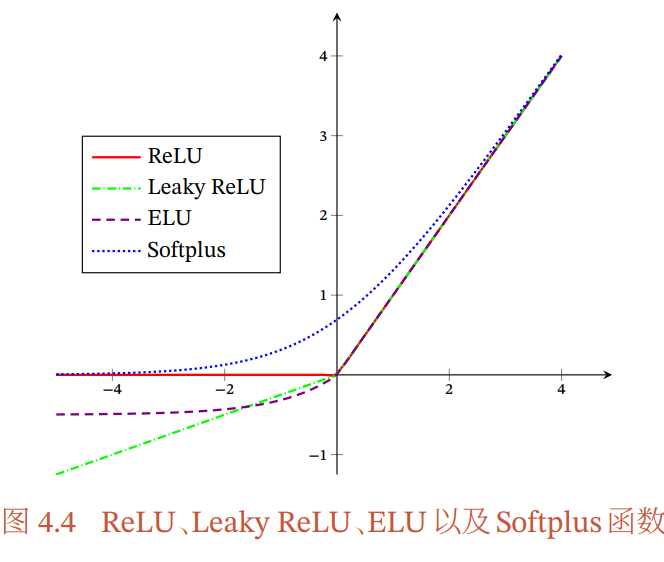 4
3
ReLU
Leaky ReLU
ELU
2
Softplus
1
−4
−2
2
4
−1
图 4.4 ReLU、Leaky ReLU、ELU 以及 Softplus 函数